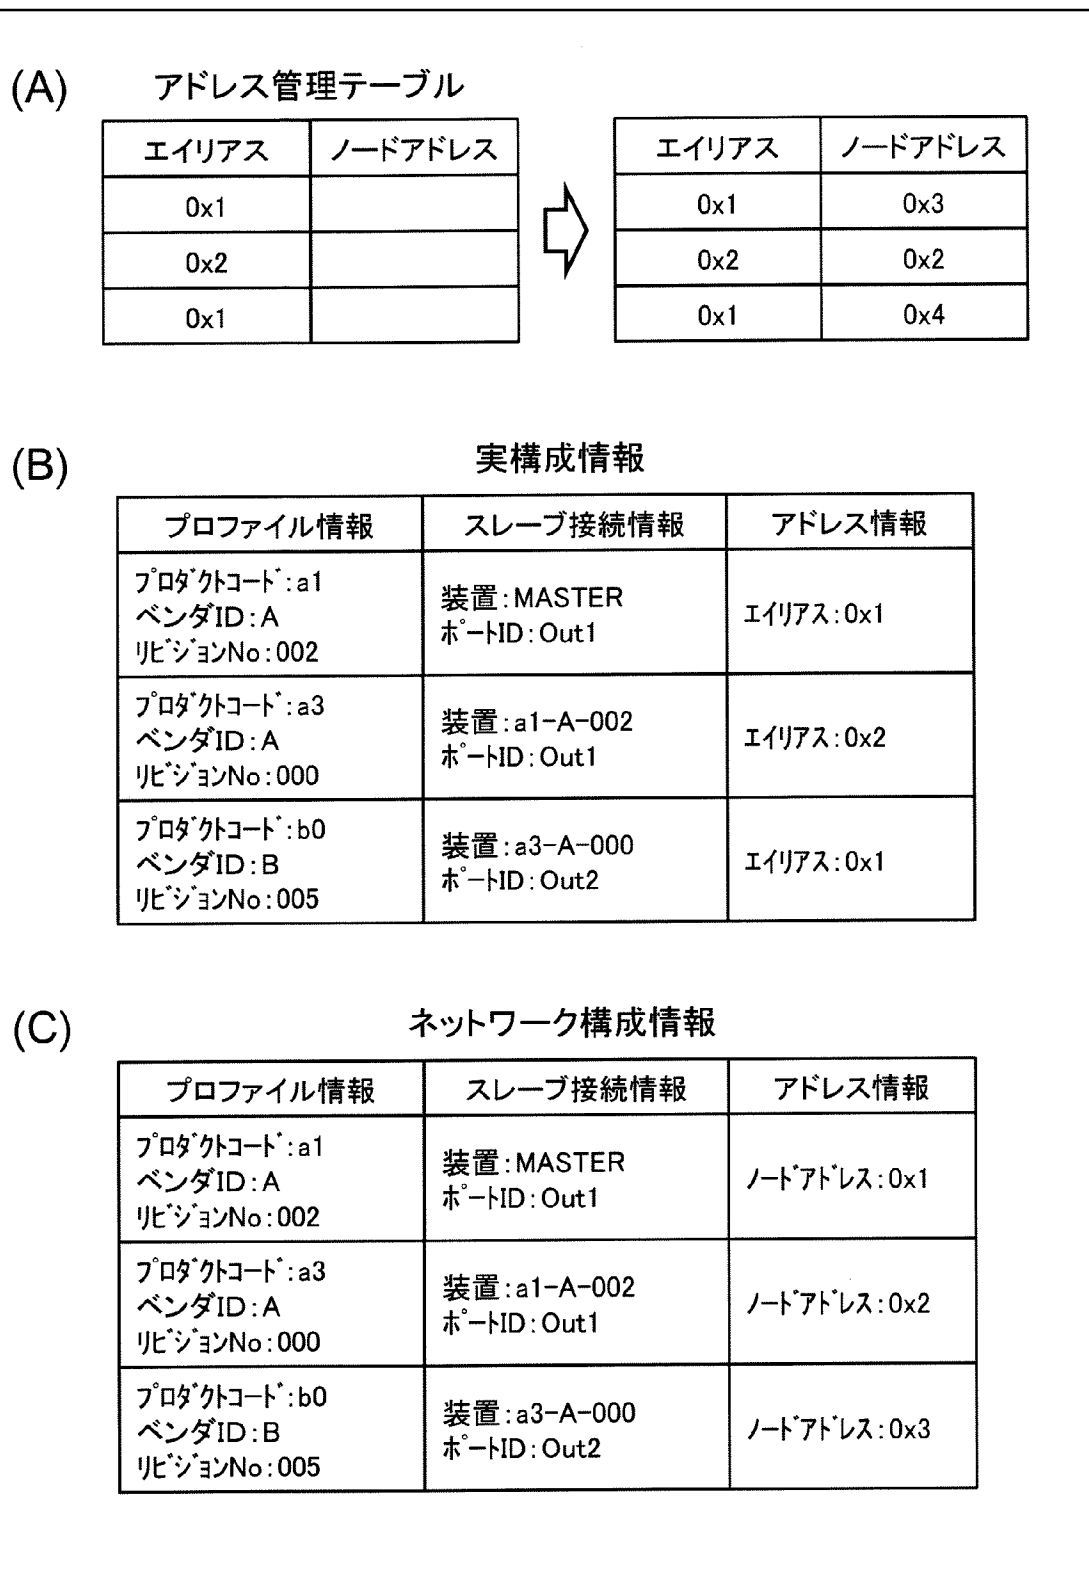 (A)
アドレス管理テーブル
エイリアス ノードアドレス
0x1
0x2
0x1
エイリアス ノードアドレス
0x1 0x3
0x2 0x2
0x1 0x4
(B)
実構成情報
プロファイル情報 スレーブ接続情報 アドレス情報
プロダクトコード:a1
ベンダID:A
リビジョンNo:002
装置:MASTER
ポートID:Out1
エイリアス:0x1
プロダクトコード:a3
ベンダID:A
リビジョンNo:000
装置:a1-A-002
ポートID:Out1
エイリアス:0x2
プロダクトコード:b0
ベンダID:B
リビジョンNo:005
装置:a3-A-000
ポートID:Out2
エイリアス:0x1
(C)
ネットワーク構成情報
プロファイル情報 スレーブ接続情報 アドレス情報
プロダクトコード:a1
ベンダID:A
リビジョンNo:002
装置:MASTER
ポートID:Out1
ノードアドレス:0x1
プロダクトコード:a3
ベンダID:A
リビジョンNo:000
装置:a1-A-002
ポートID:Out1
ノードアドレス:0x2
プロダクトコード:b0
ベンダID:B
リビジョンNo:005
装置:a3-A-000
ポートID:Out2
ノードアドレス:0x3